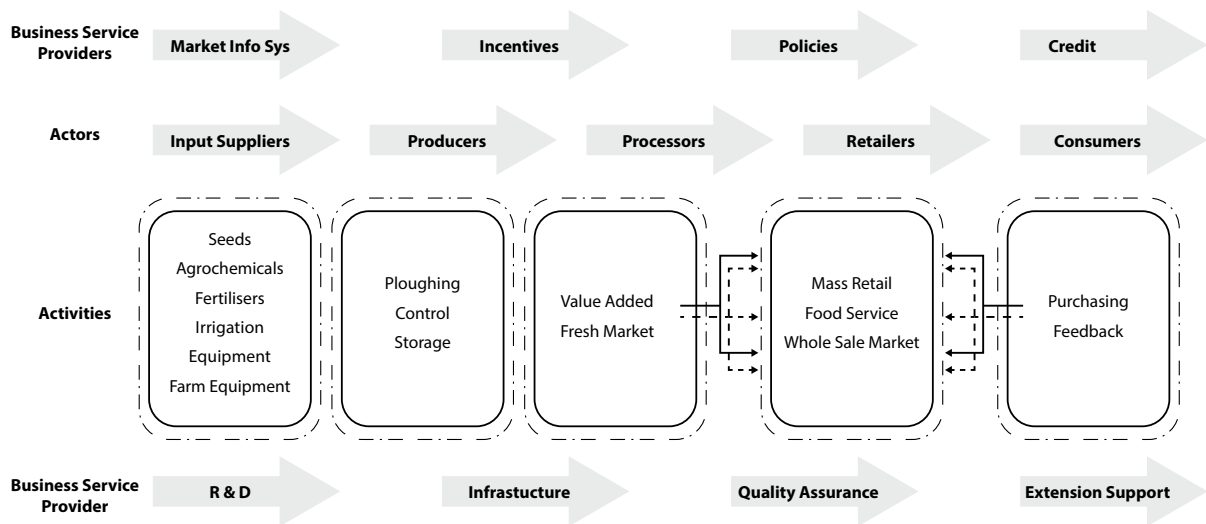 Business Service
Providers
Market Info Sys
Incentives
Policies
Credit
Actors
Input Suppliers
Producers
Processors
Retailers
Consumers
Activities
Seeds
Agrochemicals
Fertilisers
Irrigation
Equipment
Farm Equipment
Ploughing
Control
Storage
Value Added
Fresh Market
Mass Retail
Food Service
Whole Sale Market
Purchasing
Feedback
Business Service
Provider
R & D
Infrastucture
Quality Assurance
Extension Support